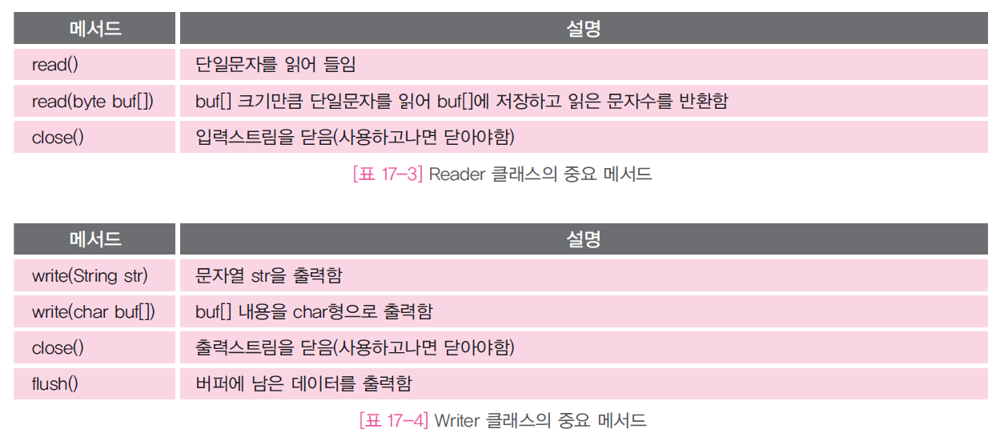 메서드 설명
read() 단일문자를 읽어 들임
read(byte buf[]) buf[] 크기만큼 단일문자를 읽어 buf[]에 저장하고 읽은 문자수를 반환함
close() 입력스트림을 닫음(사용하고나면 닫아야함)
[표 17-3] Reader 클래스의 중요 메서드
메서드 설명
write(String str) 문자열 str을 출력함
write(char buf[]) buf[] 내용을 char형으로 출력함
close() 출력스트림을 닫음(사용하고나면 닫아야함)
flush() 버퍼에 남은 데이터를 출력함
[표 17-4] Writer 클래스의 중요 메서드